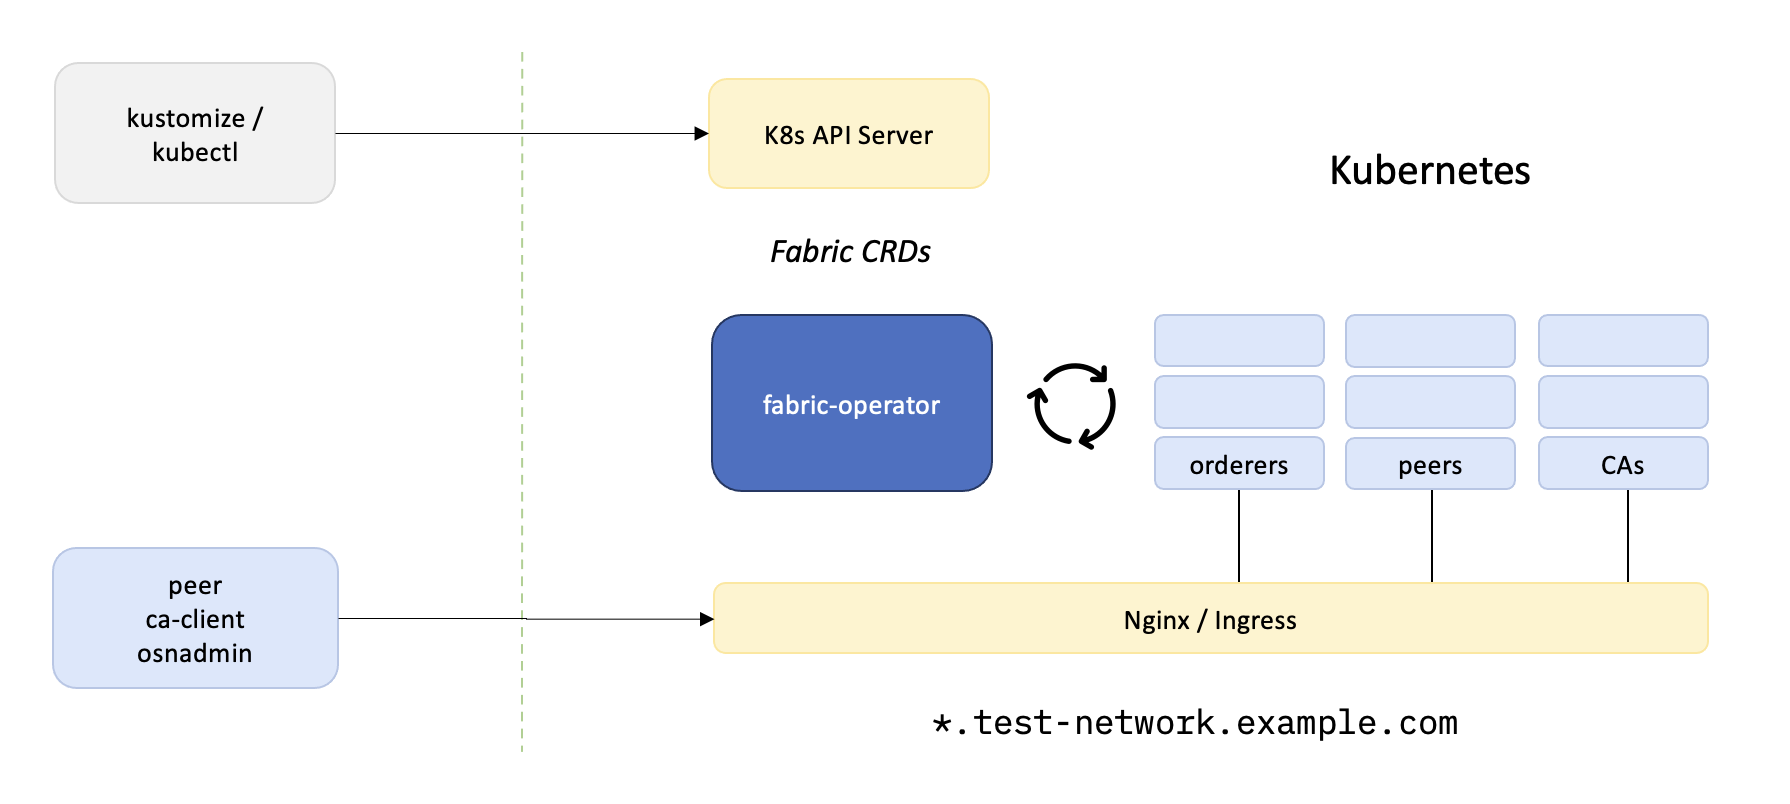 kustomize /
kubectl
K8s API Server
Kubernetes
Fabric CRDs
fabric-operator
orderers
peers
CAs
peer
ca-client
osnadmin
Nginx / Ingress
*.test-network.example.com